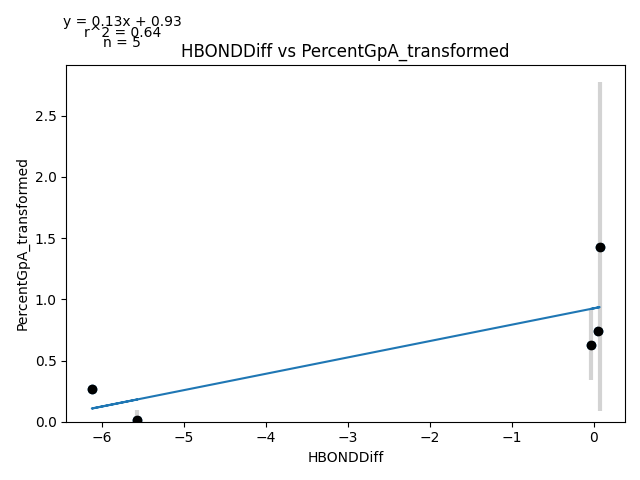 y = 0.13x + 0.93
r^2 = 0.64
n = 5
HBONDDiff vs PercentGpA_transformed
PercentGpA_transformed
2.5
2.0
1.5
1.0
0.5
0.0
−6
−5
−4
−3
−2
−1
0
HBONDDiff